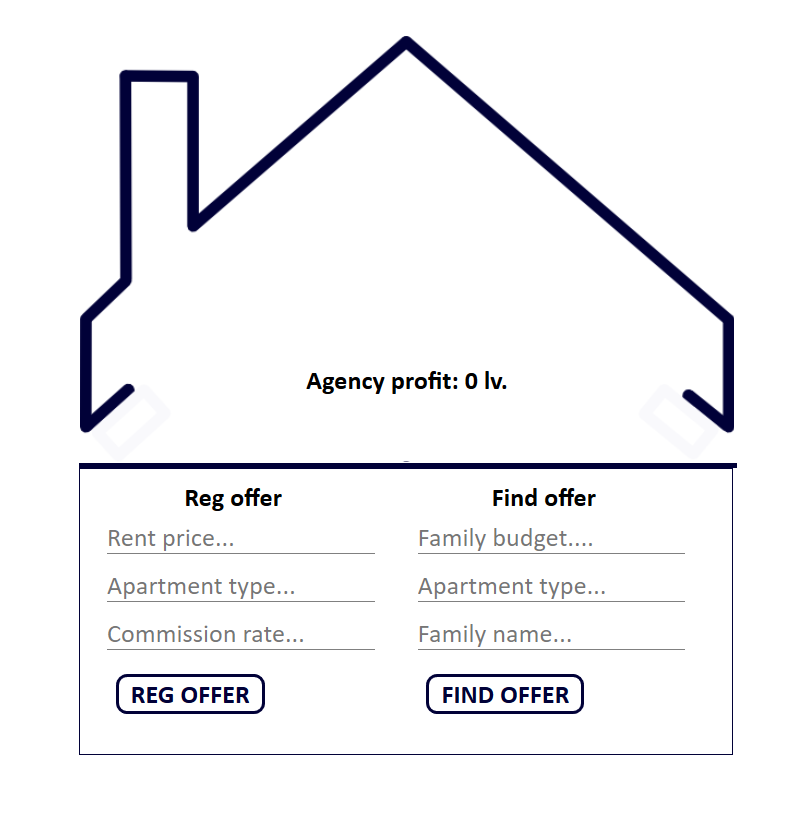 Agency profit: 0 lv.
Reg offer
Rent price...
Apartment type...
Commission rate...
REG OFFER
Find offer
Family budget....
Apartment type...
Family name...
FIND OFFER